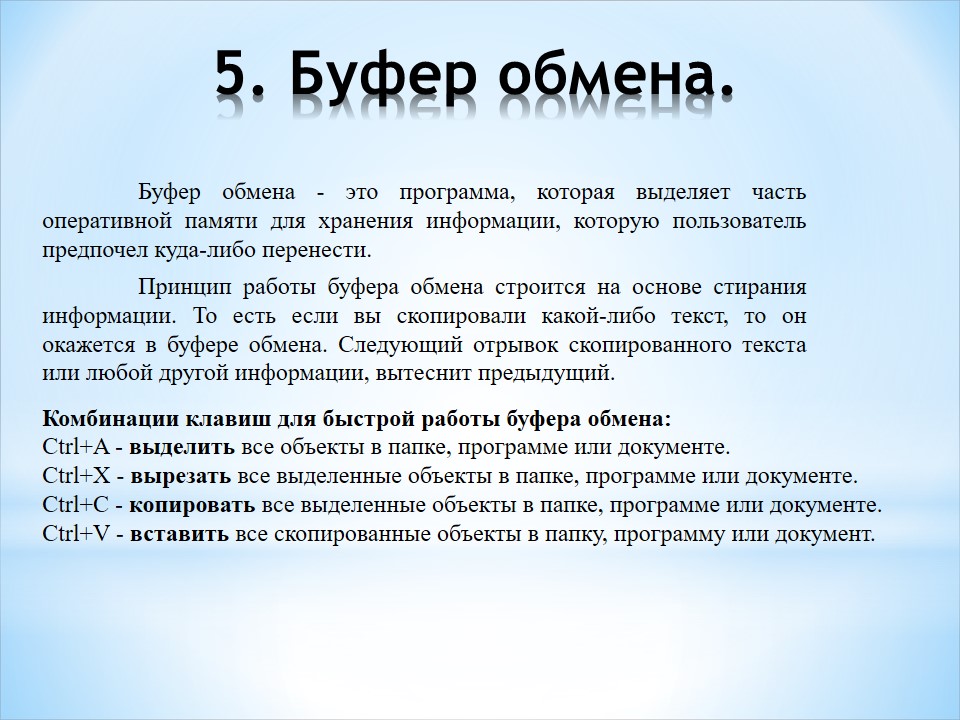 5. Буфер обмена.
Буфер обмена - это программа, которая выделяет часть
оперативной памяти для хранения информации, которую пользователь
предпочел куда-либо перенести.
Принцип работы буфера обмена строится на основе стирания
информации. То есть если вы скопировали какой-либо текст, то он
окажется в буфере обмена. Следующий отрывок скопированного текста
или любой другой информации, вытеснит предыдущий.
Комбинации клавиш для быстрой работы буфера обмена:
Ctrl+A - выделить все объекты в папке, программе или документе.
Ctrl+X - вырезать все выделенные объекты в папке, программе или документе.
Ctrl+C - копировать все выделенные объекты в папке, программе или документе.
Ctrl+V - вставить все скопированные объекты в папку, программу или документ.